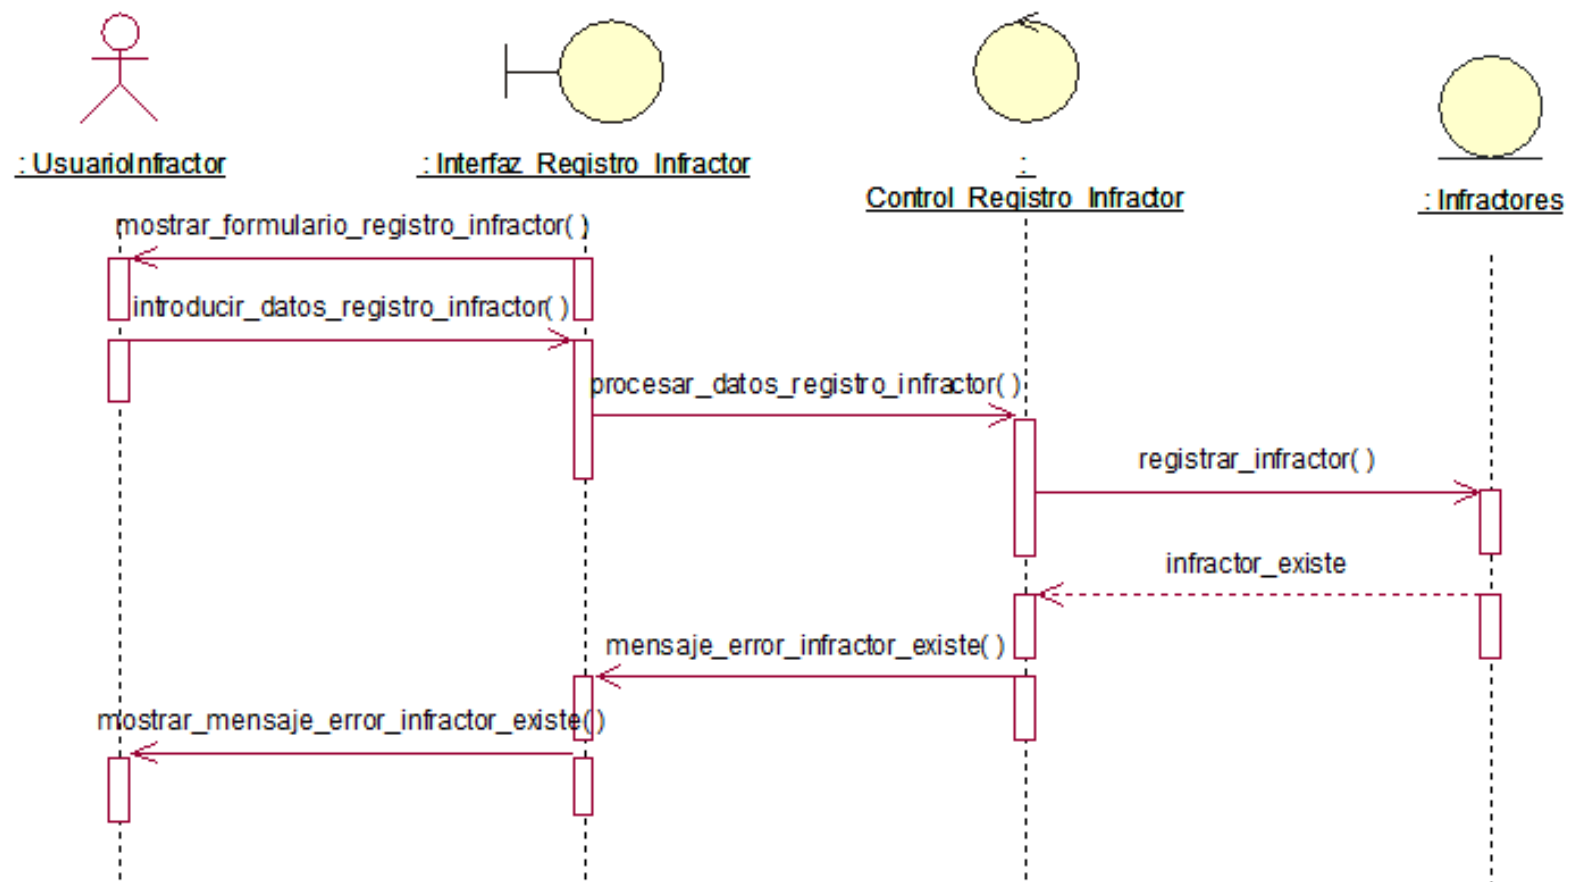 : UsuarioInfractor
: Interfaz_Registro_Infractor
:
Control_Registro_Infractor
: Infractores
mostrar_formulario_registro_infractor( )
introducir_datos_registro_infractor( )
procesar_datos_registro_infractor( )
registrar_infractor( )
infractor_existe
mensaje_error_infractor_existe( )
mostrar_mensaje_error_infractor_existe( )